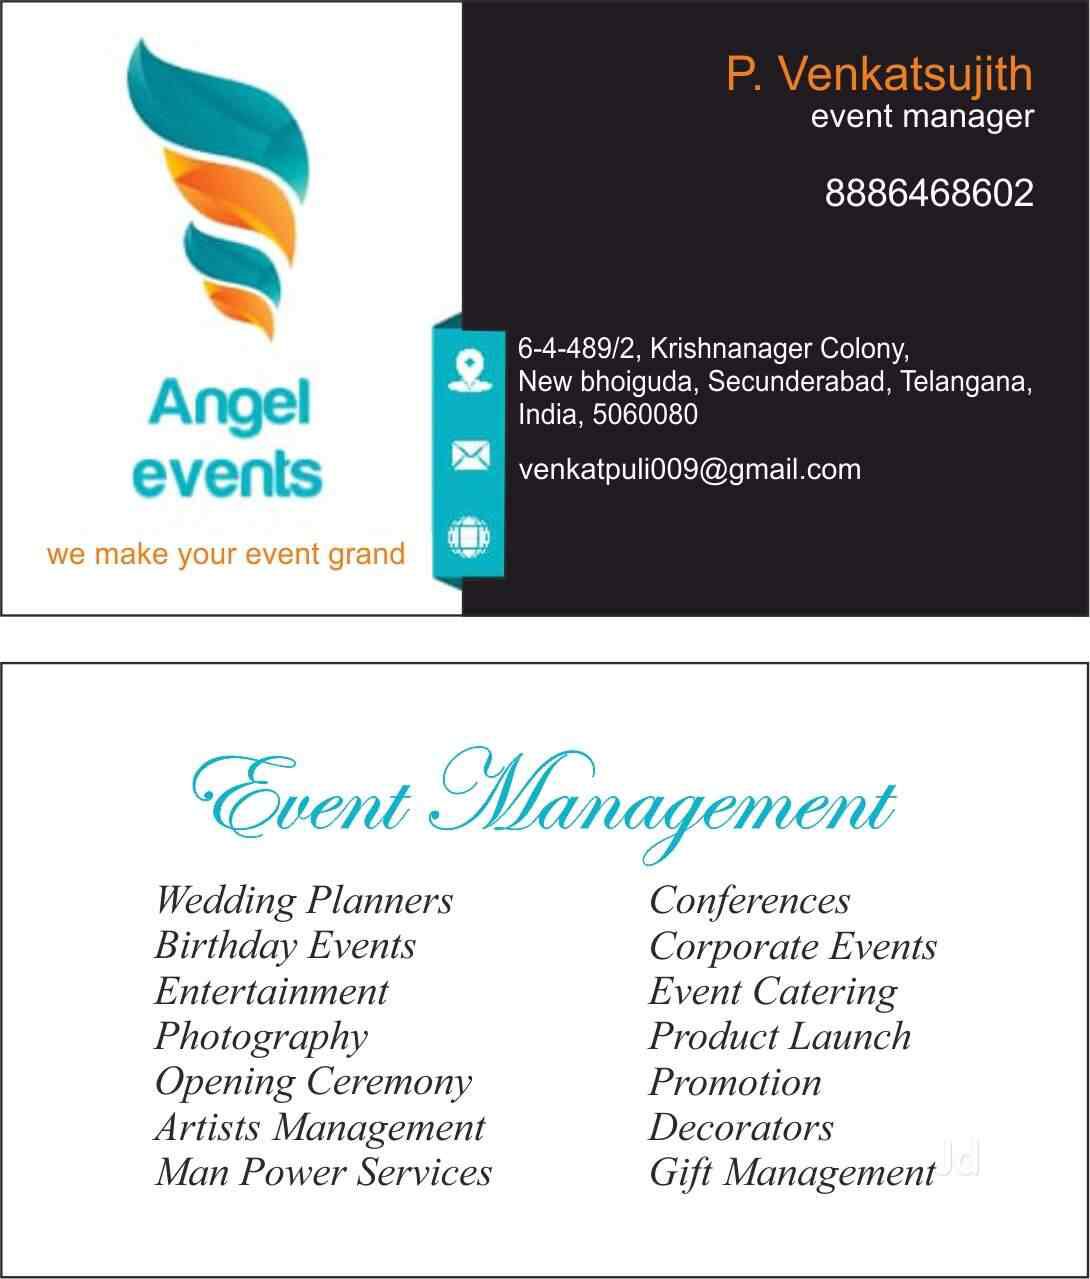 Angel
events
we make your event grand
P. Venkatsujith
event manager
8886468602
6-4-489/2, Krishnanager Colony,
New bhoiguda, Secunderabad, Telangana,
India, 5060080
venkatpuli009@gmail.com
Event Management
Wedding Planners
Birthday Events
Entertainment
Photography
Opening Ceremony
Artists Management
Man Power Services
Conferences
Corporate Events
Event Catering
Product Launch
Promotion
Decorators
Gift Management
Jd